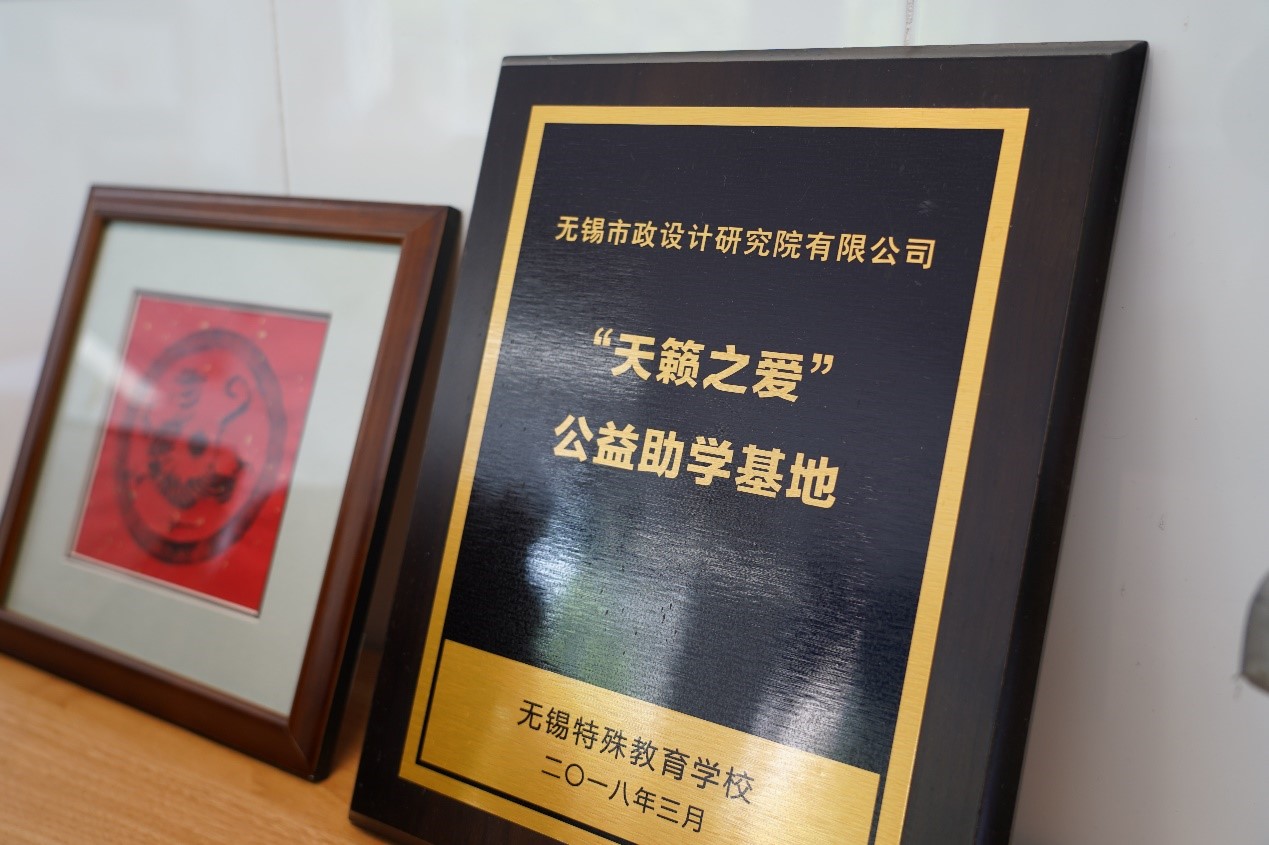 无锡市政设计研究院有限公司
“天籁之爱”
公益助学基地
无锡特殊教育学校
二〇一八年三月